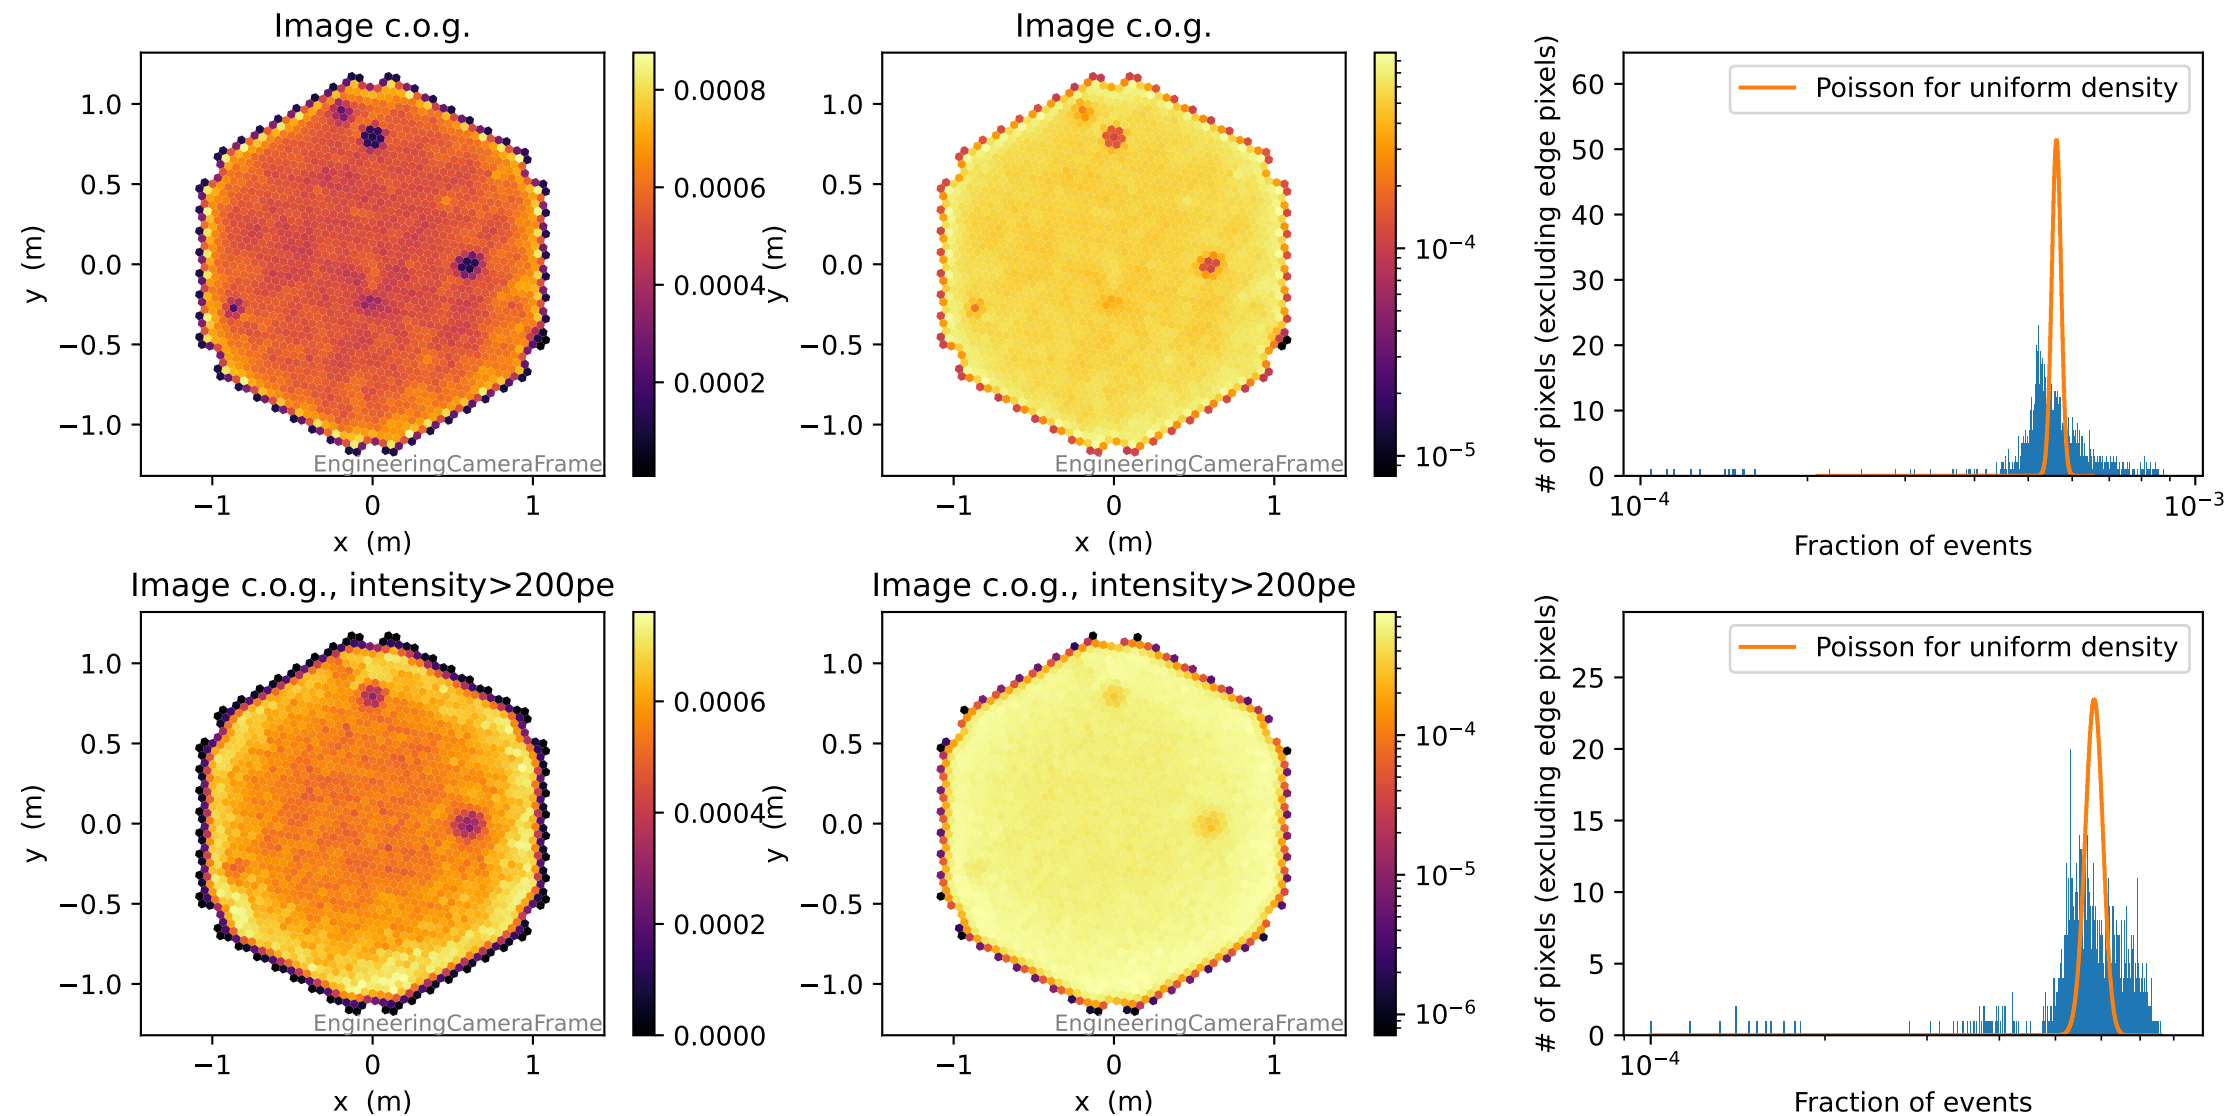 Image c.o.g.
1.0
0.5
0.0
−0.5
−1.0
y (m)
−1
0
1
x (m)
EngineeringCameraFrame
0.0008
0.0006
0.0004
0.0002
Image c.o.g.
1.0
0.5
0.0
−0.5
−1.0
y (m)
−1
0
1
x (m)
EngineeringCameraFrame
10−4
10−5
Poisson for uniform density
60
50
40
30
20
10
0
# of pixels (excluding edge pixels)
10−4
10−3
Fraction of events
Image c.o.g., intensity>200pe
1.0
0.5
0.0
−0.5
−1.0
y (m)
−1
0
1
x (m)
EngineeringCameraFrame
0.0006
0.0004
0.0002
0.0000
Image c.o.g., intensity>200pe
1.0
0.5
0.0
−0.5
−1.0
y (m)
−1
0
1
x (m)
EngineeringCameraFrame
10−4
10−5
10−6
Poisson for uniform density
25
20
15
10
5
0
# of pixels (excluding edge pixels)
10−4
Fraction of events